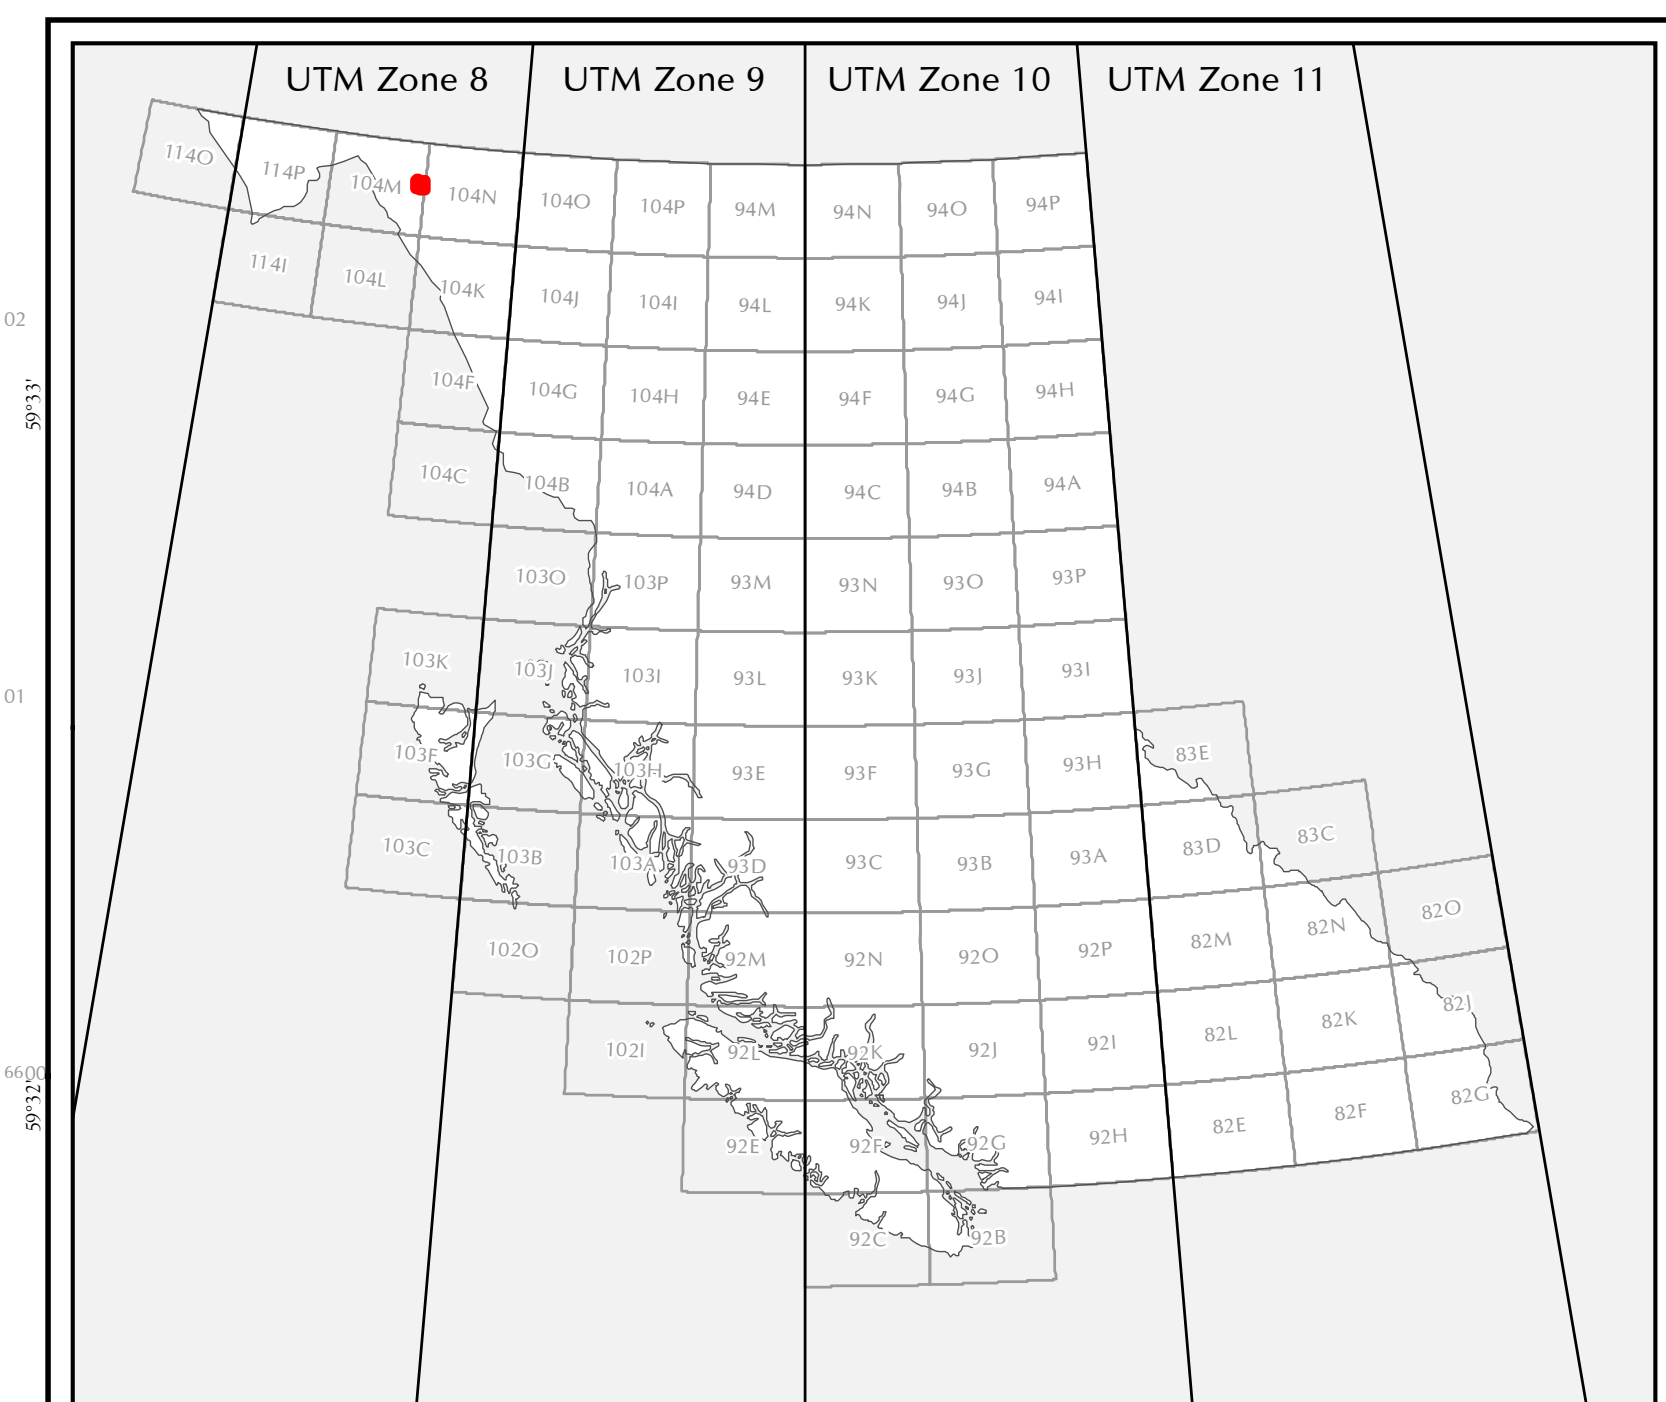 UTM Zone 8 UTM Zone 9 UTM Zone 10 UTM Zone 11
114O 114P 104M 104N 104O 104P 94M 94N 94O 94P
114I 104L 104K 104J 104I 94L 94K 94J 94I
02
59°33'
104F 104G 104H 94E 94F 94G 94H
104C 104B 104A 94D 94C 94B 94A
103O 103P 93M 93N 93O 93P
103K 103J 103I 93L 93K 93J 93I
01
103F 103G 103H 93E 93F 93G 93H 83E
103C 103B 103A 93D 93C 93B 93A 83D 83C
102O 102P 92M 92N 92O 92P 82M 82N 82O
102I 92L 92K 92J 92I 82L 82K 82J
6600
59°32'
92E 92F 92G 92H 82E 82F 82G
92C 92B